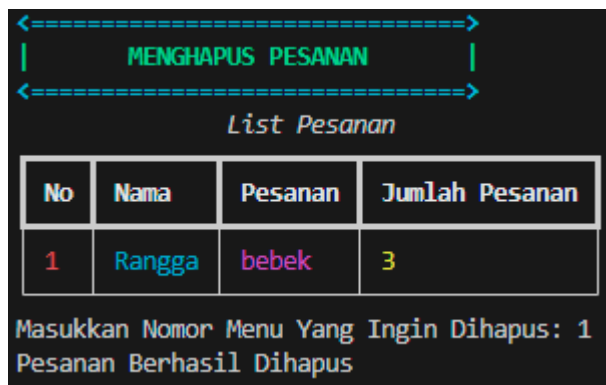 <===============================>
| MENGHAPUS PESANAN |
<===============================>
List Pesanan
No Nama Pesanan Jumlah Pesanan
1 Rangga bebek 3
Masukkan Nomor Menu Yang Ingin Dihapus: 1
Pesanan Berhasil Dihapus